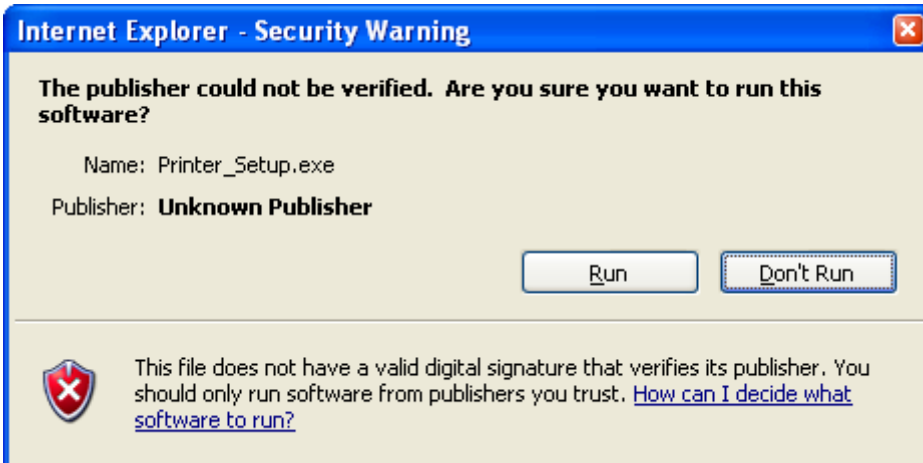 Internet Explorer - Security Warning
The publisher could not be verified.  Are you sure you want to run this
software?
Name: Printer_Setup.exe
Publisher: Unknown Publisher
Run
Don't Run
This file does not have a valid digital signature that verifies its publisher. You
should only run software from publishers you trust. How can I decide what
software to run?